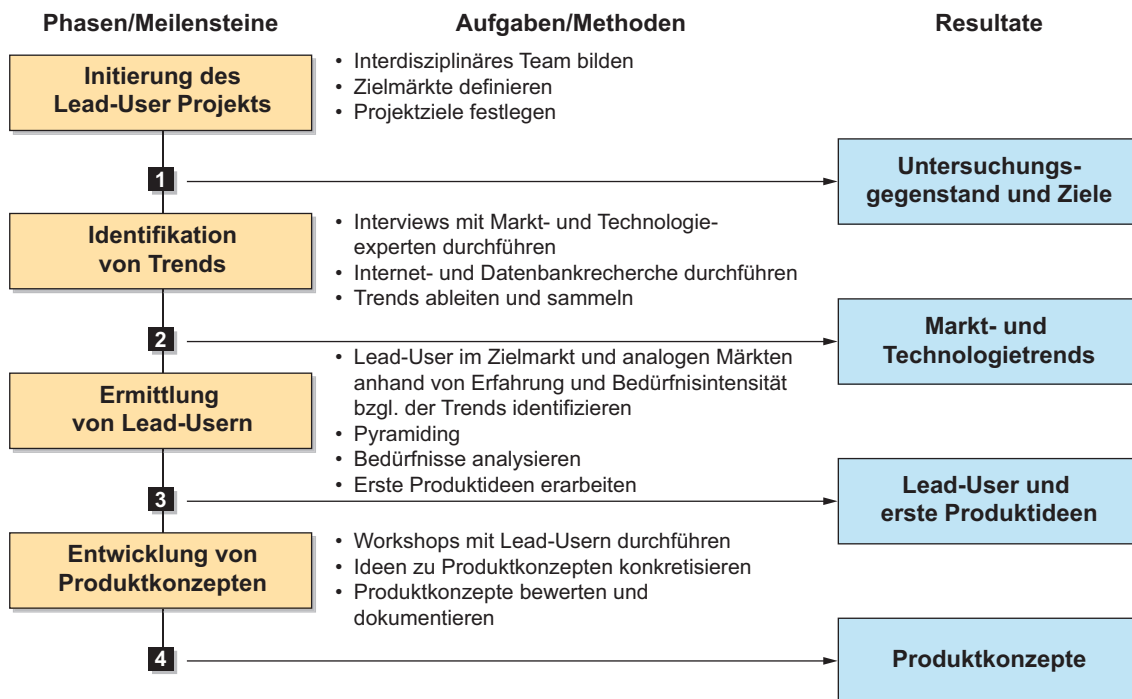 Phasen/Meilensteine
Aufgaben/Methoden
Resultate
Initierung des
Lead-User Projekts
• Interdisziplinäres Team bilden
• Zielmärkte definieren
• Projektziele festlegen
1
Untersuchungs-
gegenstand und Ziele
Identifikation
von Trends
• Interviews mit Markt- und Technologie-
experten durchführen
• Internet- und Datenbankrecherche durchführen
• Trends ableiten und sammeln
2
Markt- und
Technologietrends
Ermittlung
von Lead-Usern
• Lead-User im Zielmarkt und analogen Märkten
anhand von Erfahrung und Bedürfnisintensität
bzgl. der Trends identifizieren
• Pyramiding
• Bedürfnisse analysieren
• Erste Produktideen erarbeiten
3
Lead-User und
erste Produktideen
Entwicklung von
Produktkonzepten
• Workshops mit Lead-Usern durchführen
• Ideen zu Produktkonzepten konkretisieren
• Produktkonzepte bewerten und
dokumentieren
4
Produktkonzepte